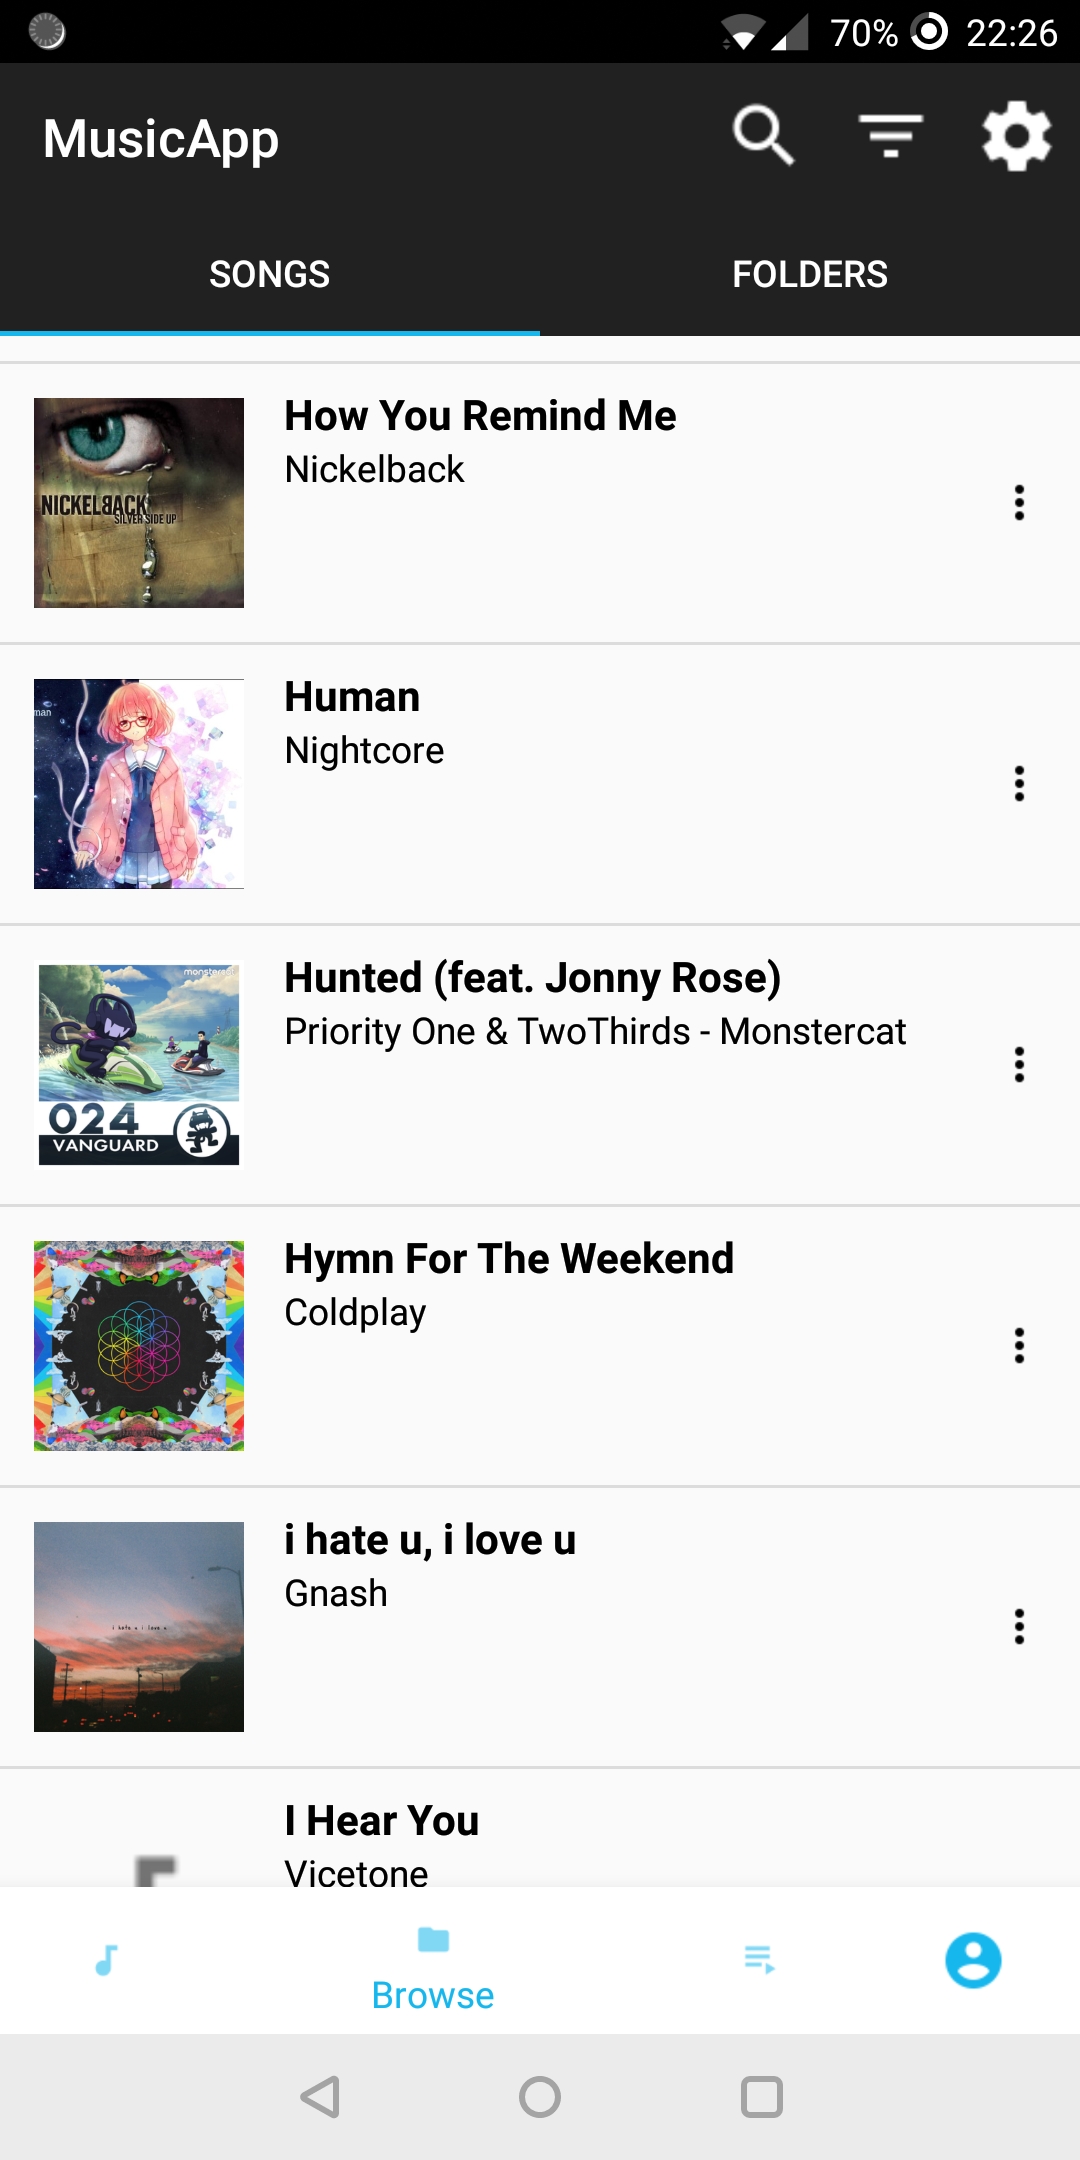 70% 22:26
MusicApp
SONGS FOLDERS
How You Remind Me
Nickelback
NICKELBACK
SILVER SIDE UP
Human
Nightcore
man
Hunted (feat. Jonny Rose)
Priority One & TwoThirds - Monstercat
monstercat
024
VANGUARD
Hymn For The Weekend
Coldplay
i hate u, i love u
Gnash
i hate u i love u
I Hear You
Vicetone
Browse